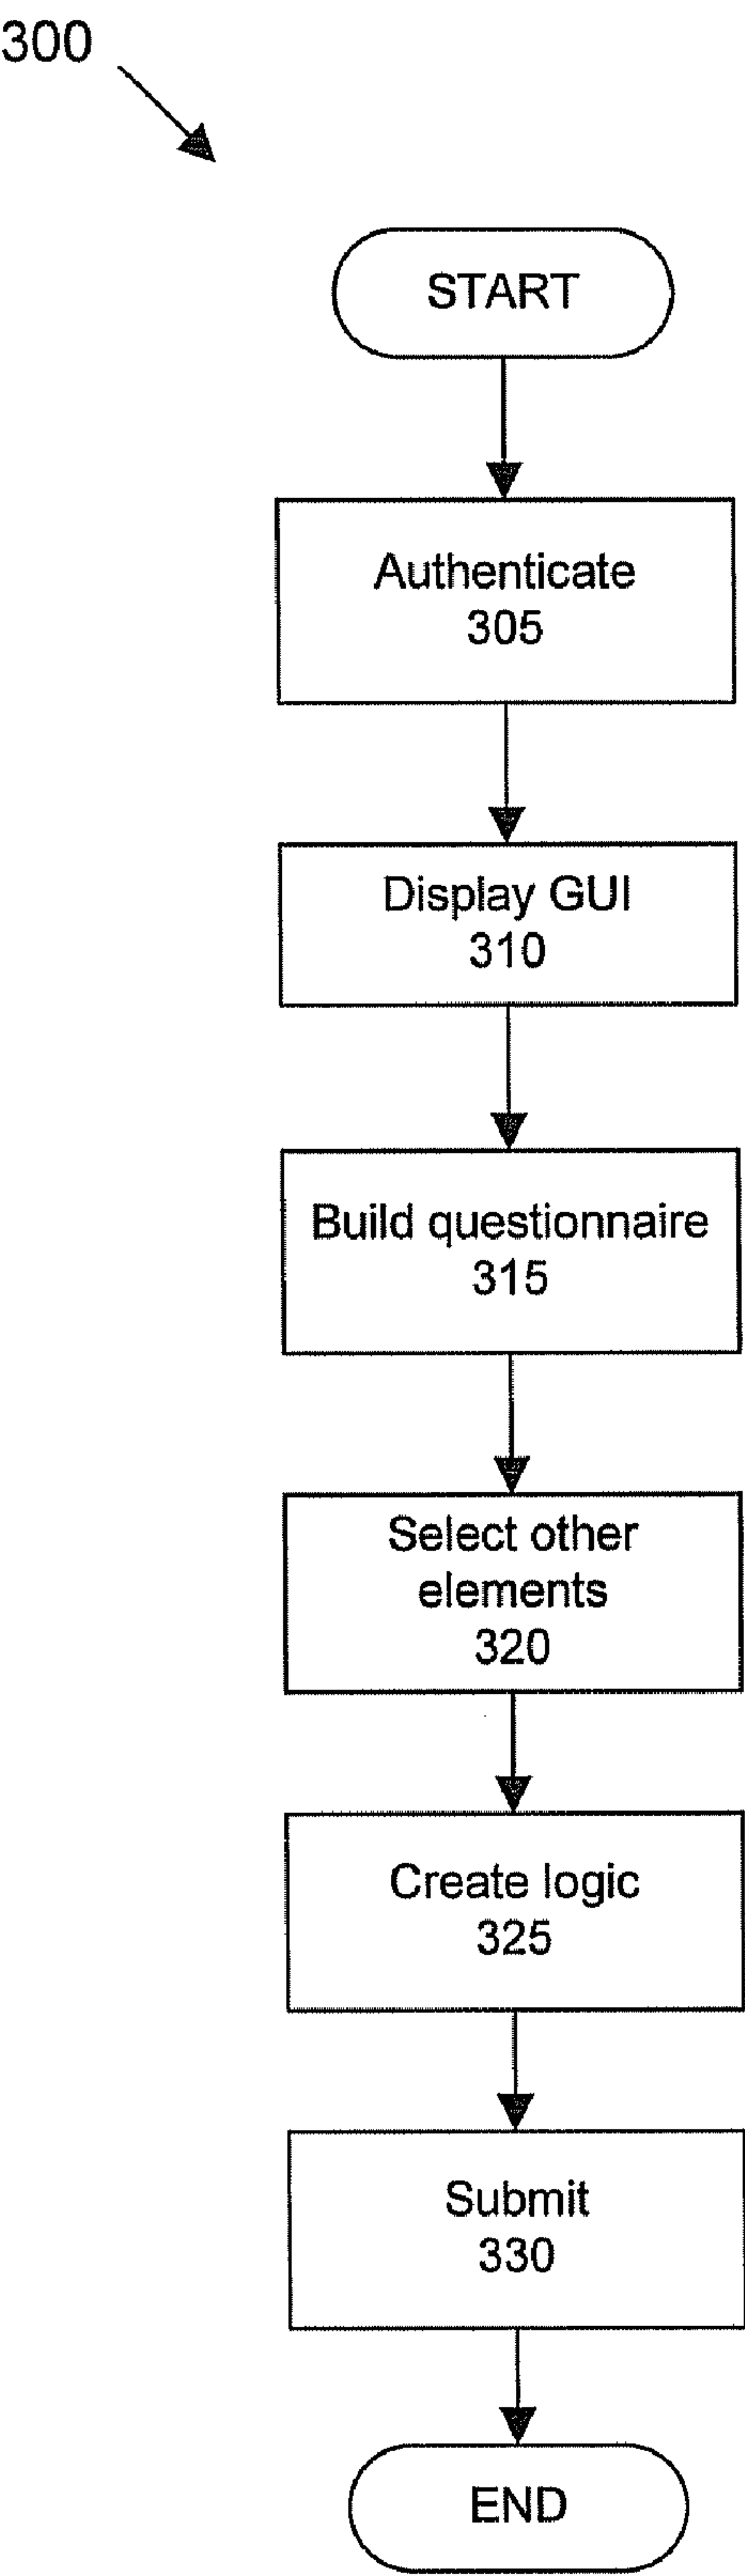 300
START
Authenticate
305
Display GUI
310
Build questionnaire
315
Select other
elements
320
Create logic
325
Submit
330
END